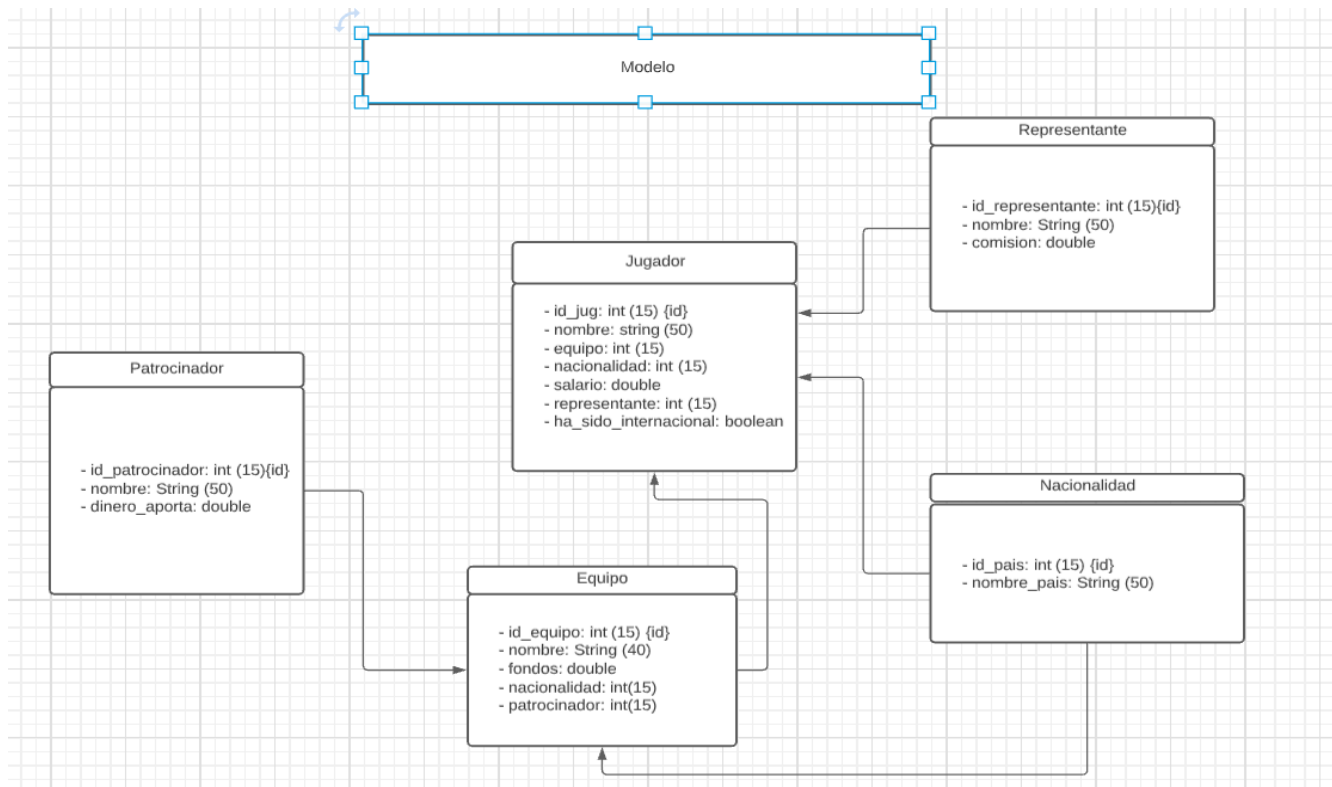 Modelo
Representante
- id_representante: int (15){id}
- nombre: String (50)
- comision: double
Jugador
- id_jug: int (15) {id}
- nombre: string (50)
- equipo: int (15)
- nacionalidad: int (15)
- salario: double
- representante: int (15)
- ha_sido_internacional: boolean
Patrocinador
- id_patrocinador: int (15){id}
- nombre: String (50)
- dinero_aporta: double
Nacionalidad
- id_pais: int (15) {id}
- nombre_pais: String (50)
Equipo
- id_equipo: int (15) {id}
- nombre: String (40)
- fondos: double
- nacionalidad: int(15)
- patrocinador: int(15)